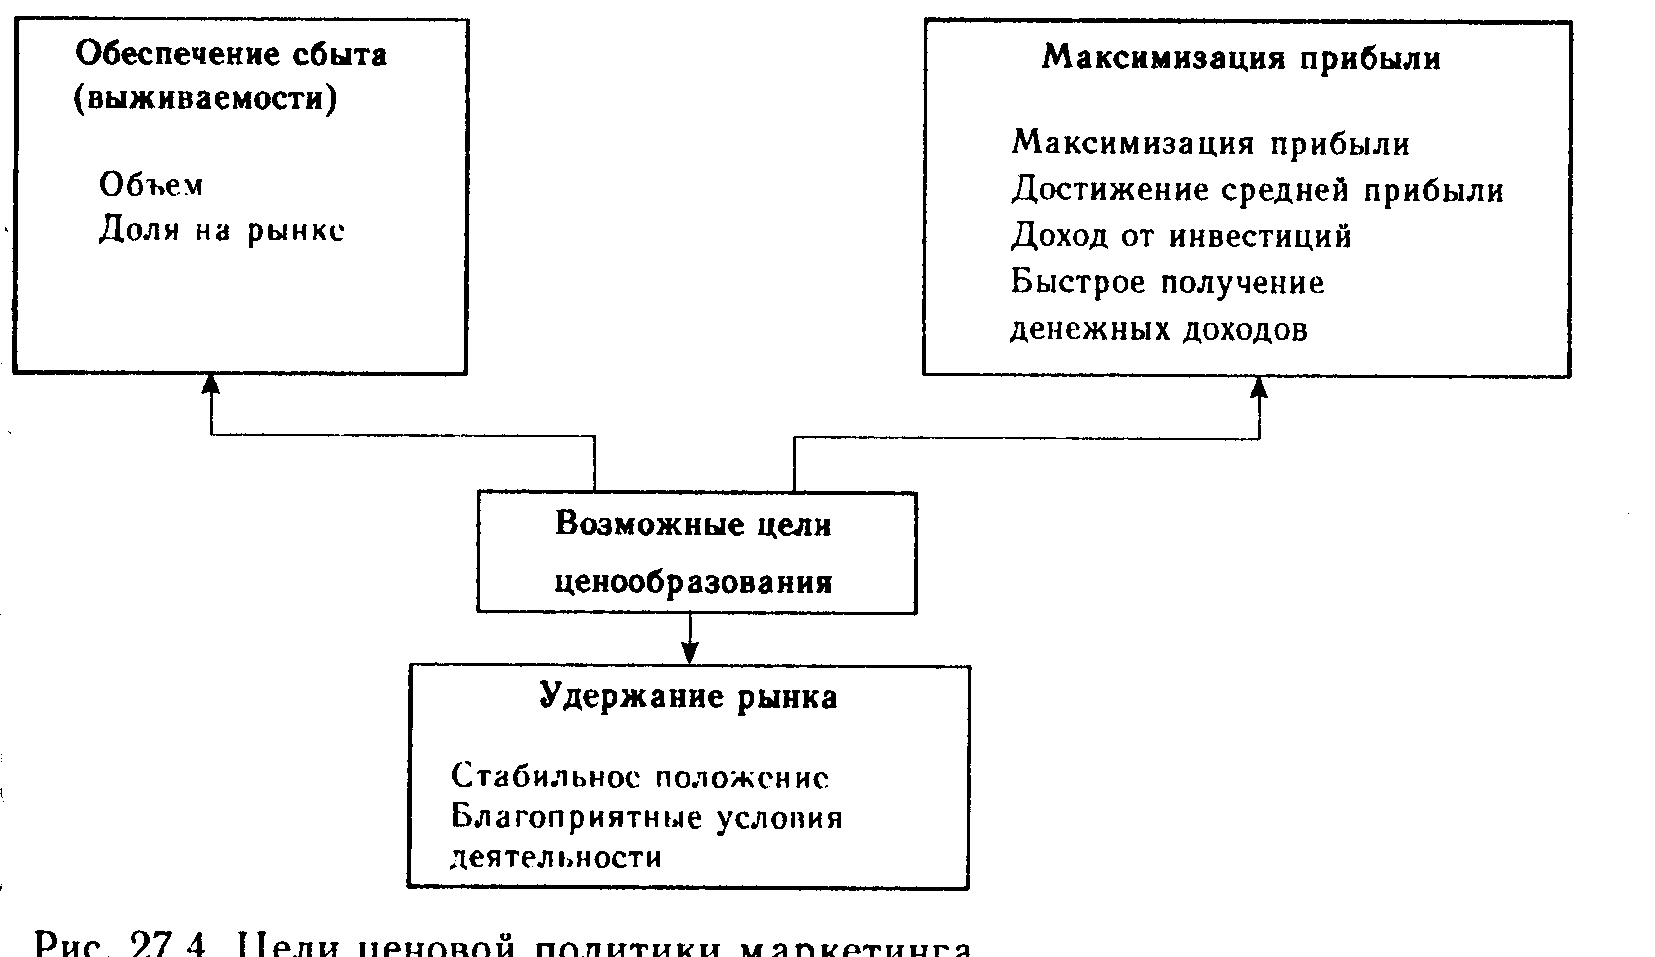 Обеспечение сбыта
(выживаемости)
Объем
Доля на рынке
Максимизация прибыли
Максимизация прибыли
Достижение средней прибыли
Доход от инвестиций
Быстрое получение
денежных доходов
Возможные цели
ценообразования
Удержание рынка
Стабильное положение
Благоприятные условия
деятельности
Рис. 27.4. Цели ценовой политики маркетинга